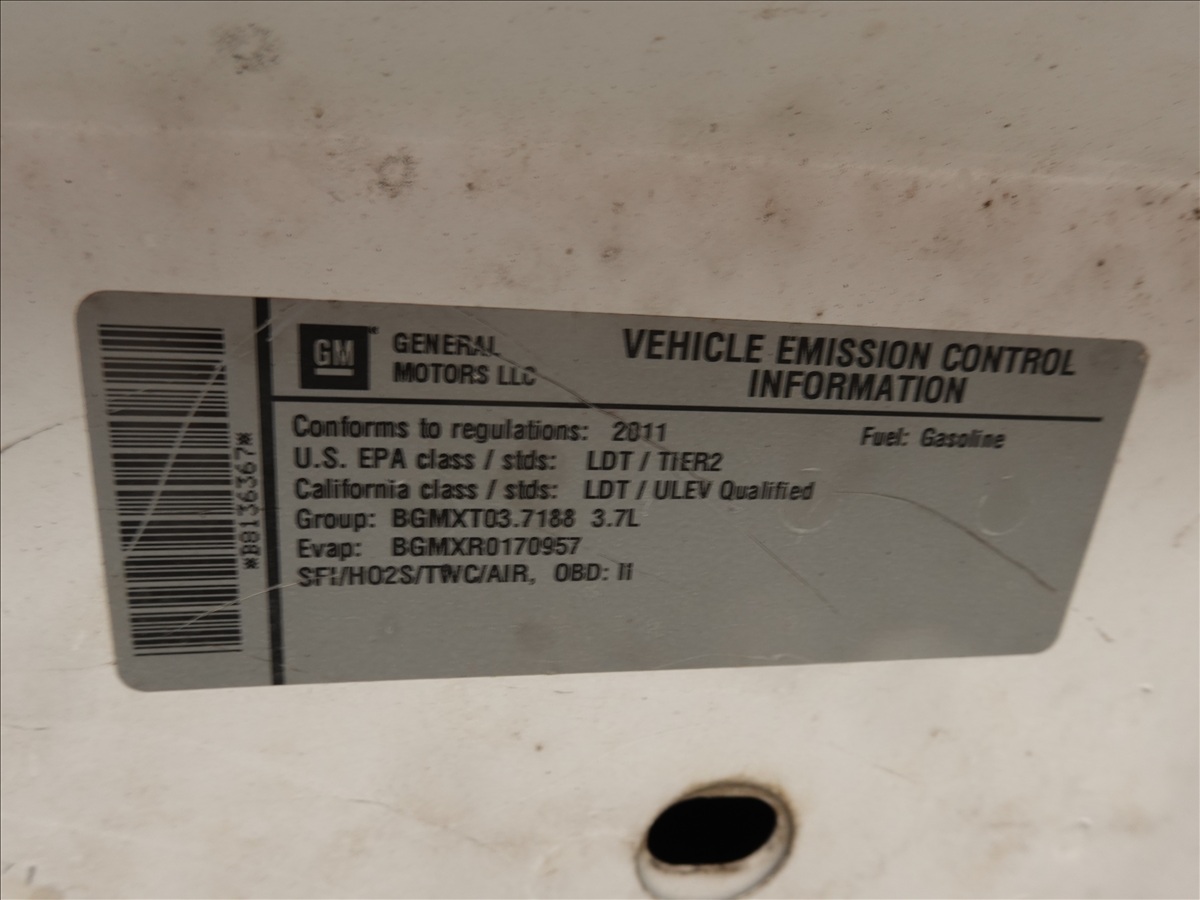 *B8136367*
GM
GENERAL
MOTORS LLC
VEHICLE EMISSION CONTROL
INFORMATION
Conforms to regulations: 2011
Fuel: Gasoline
U.S. EPA class / stds: LDT / TIER2
California class / stds: LDT / ULEV Qualified
Group: BGMXT03.7188 3.7L
Evap: BGMXR0170957
SFI/HO2S/TWC/AIR, OBD: II